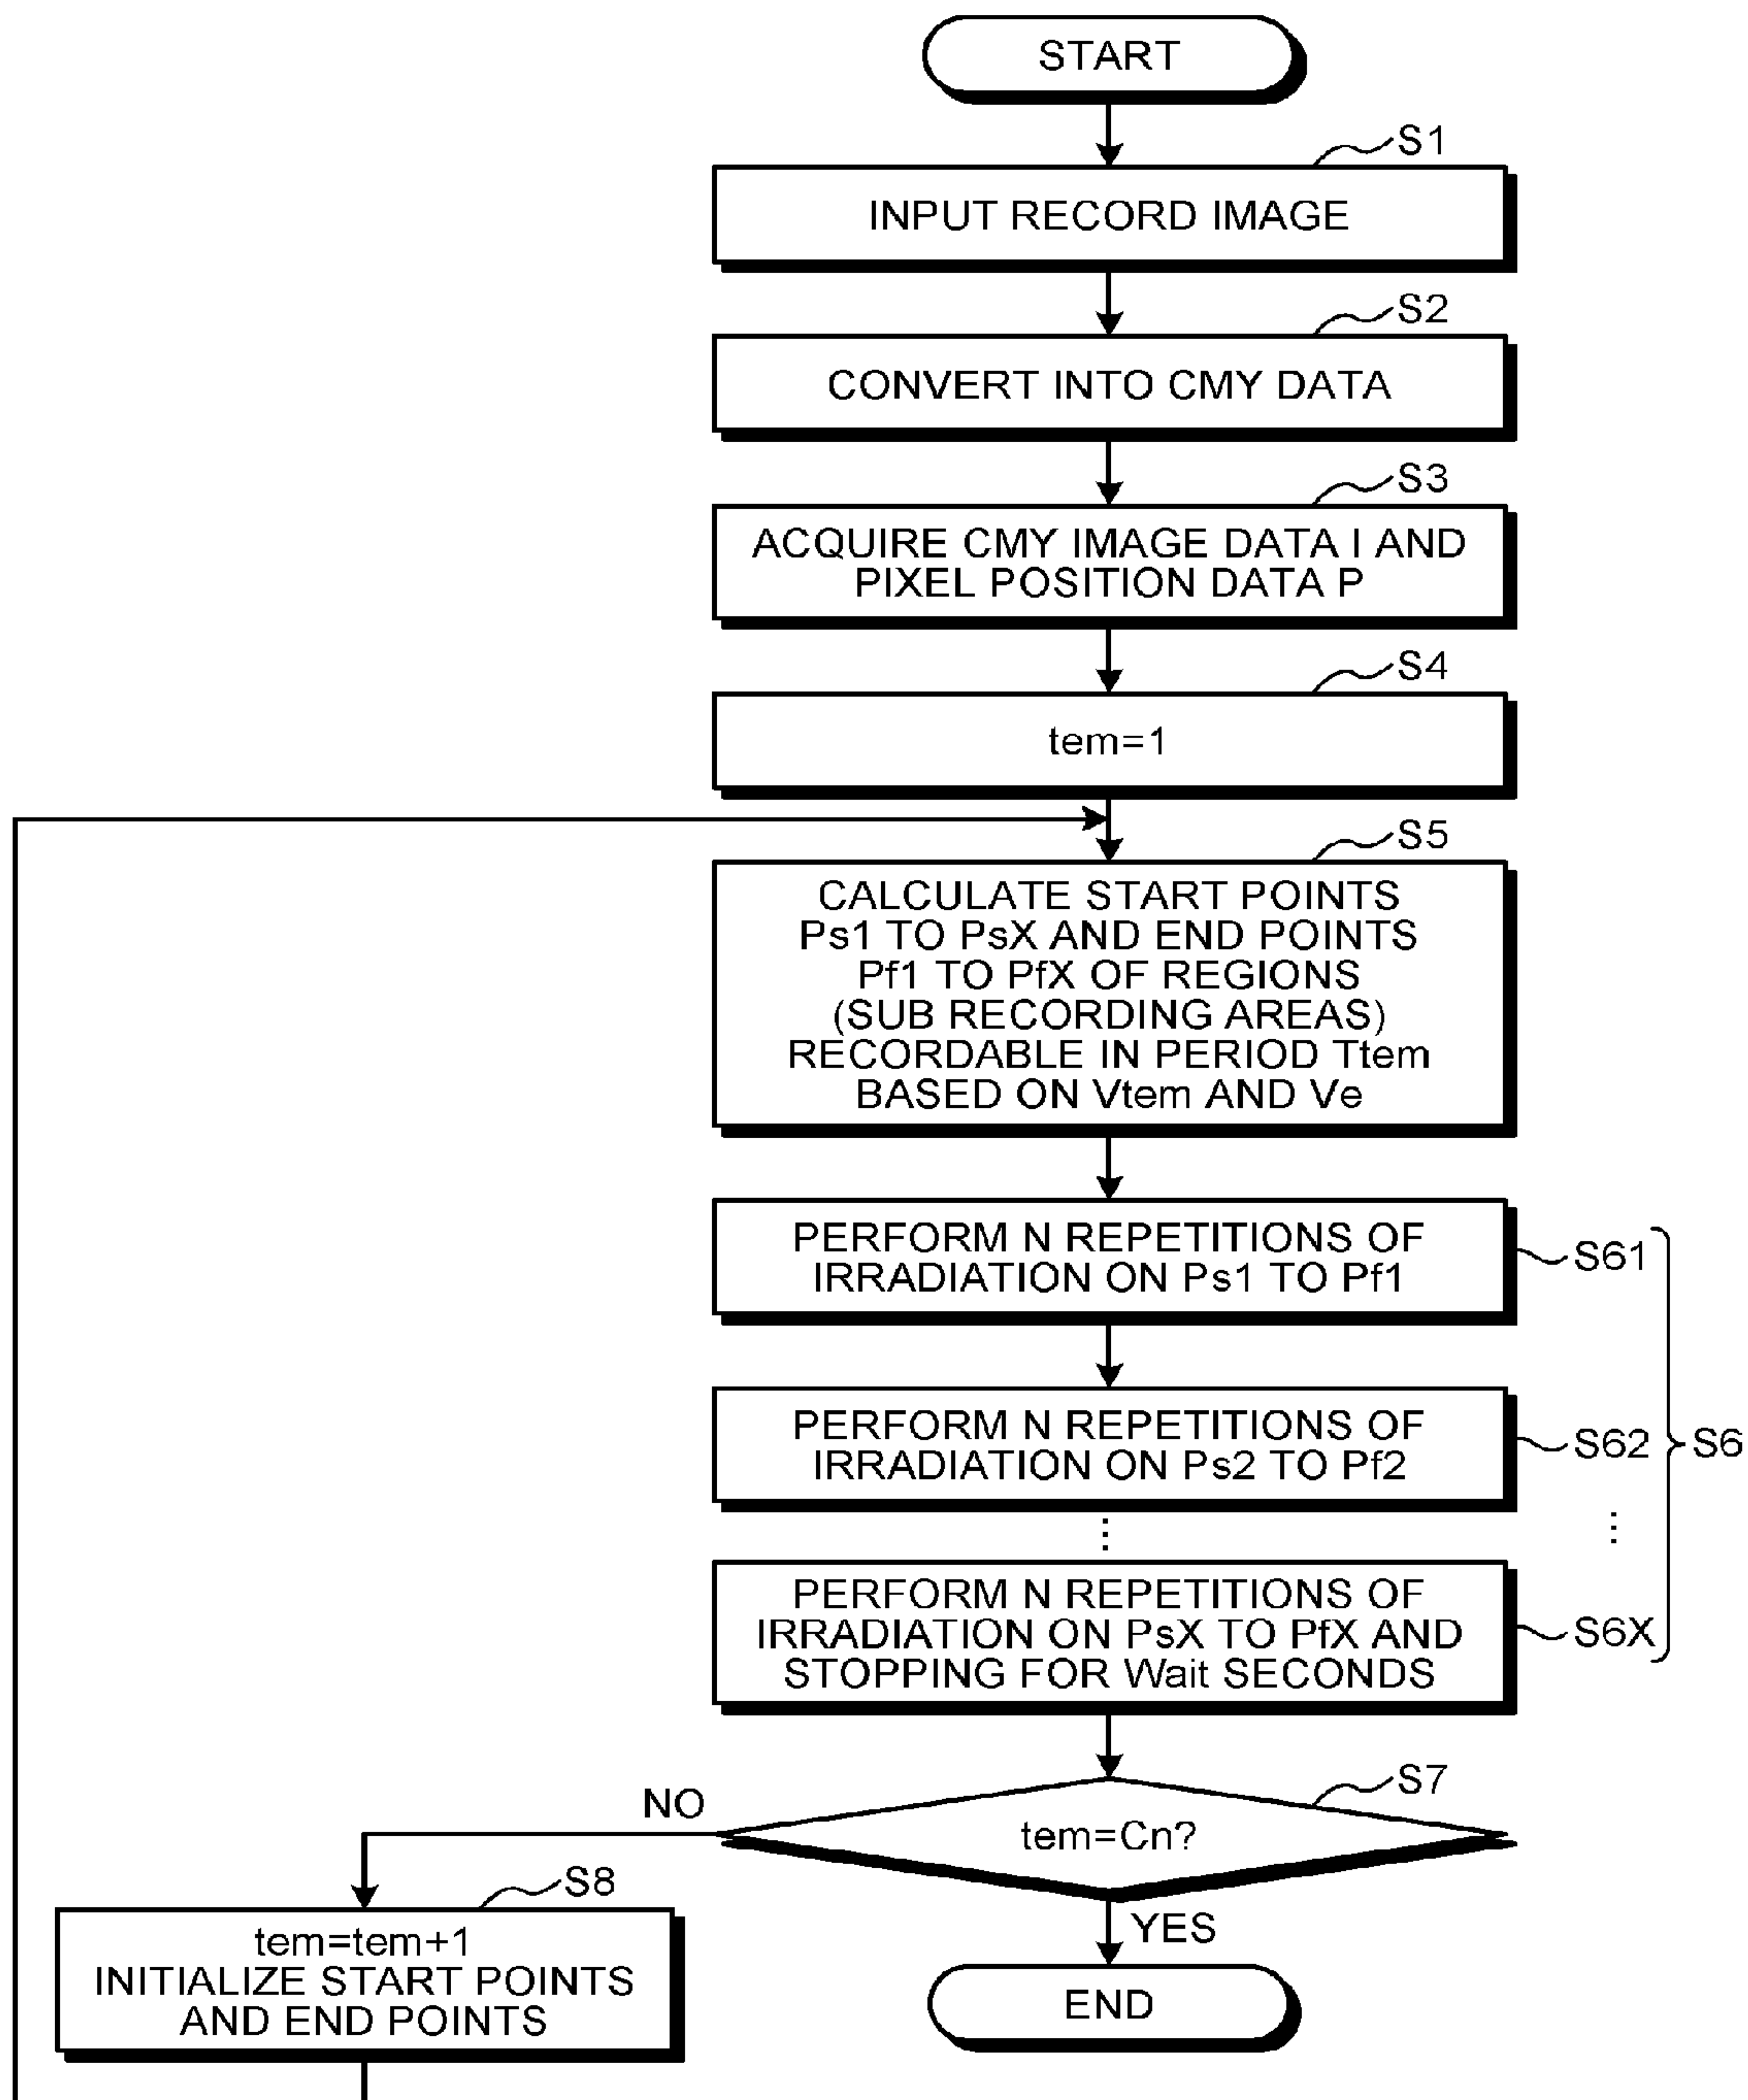 START
S1
INPUT RECORD IMAGE
S2
CONVERT INTO CMY DATA
S3
ACQUIRE CMY IMAGE DATA I AND
PIXEL POSITION DATA P
S4
tem=1
S5
CALCULATE START POINTS
Ps1 TO PsX AND END POINTS
Pf1 TO PfX OF REGIONS
(SUB RECORDING AREAS)
RECORDABLE IN PERIOD Ttem
BASED ON Vtem AND Ve
PERFORM N REPETITIONS OF
IRRADIATION ON Ps1 TO Pf1
S61
PERFORM N REPETITIONS OF
IRRADIATION ON Ps2 TO Pf2
S62
S6
⋮
⋮
PERFORM N REPETITIONS OF
IRRADIATION ON PsX TO PfX AND
STOPPING FOR Wait SECONDS
S6X
S7
tem=Cn?
NO
YES
S8
tem=tem+1
INITIALIZE START POINTS
AND END POINTS
END